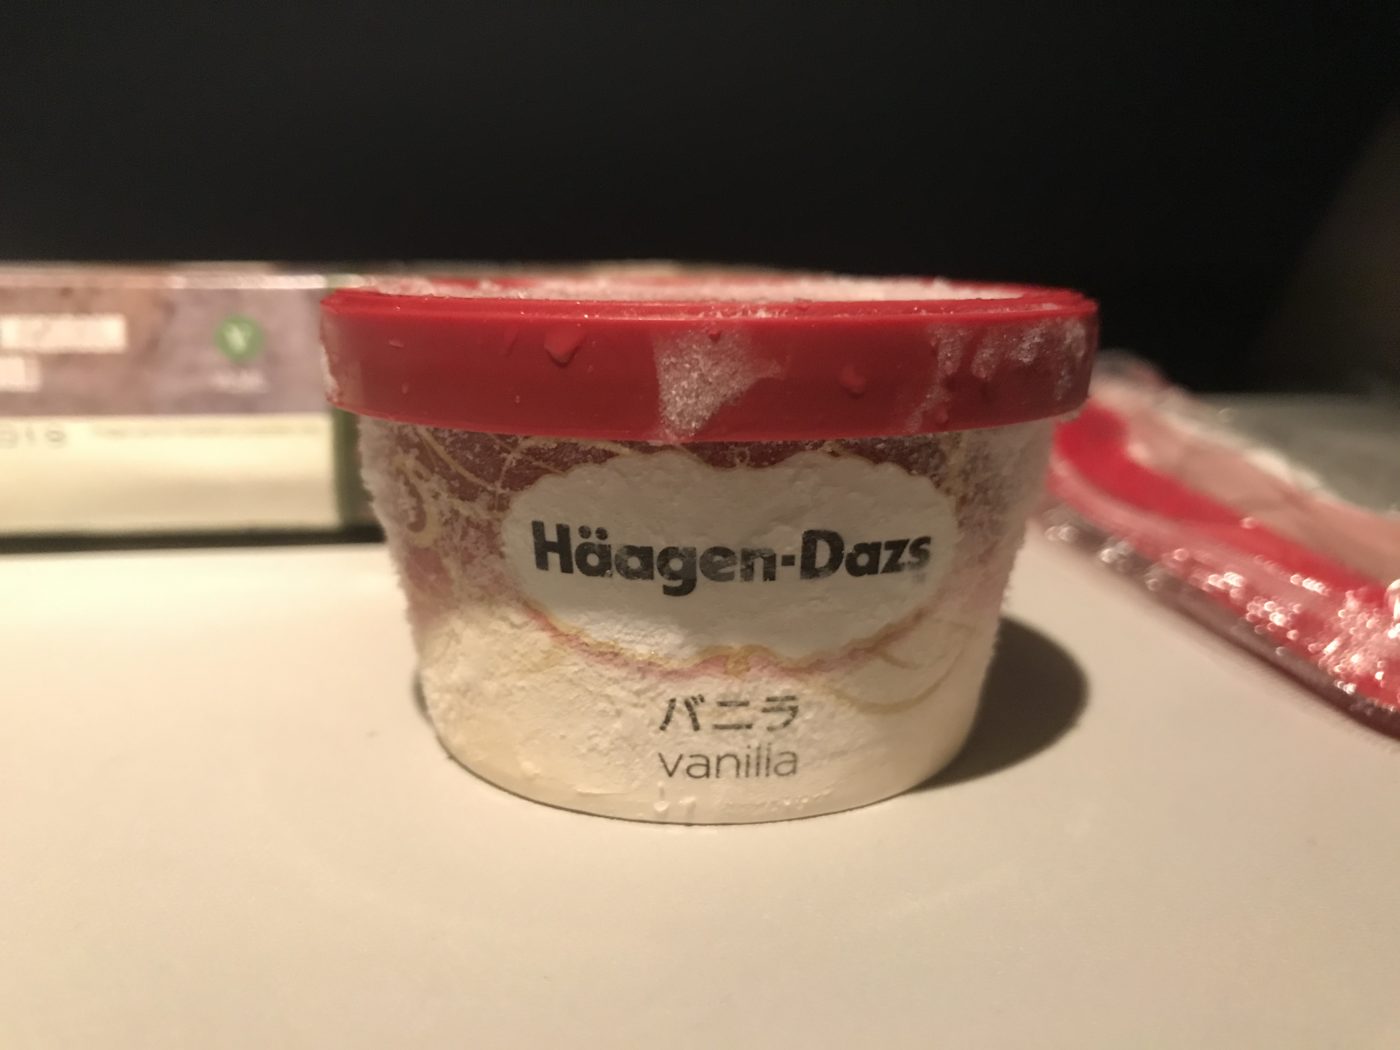 Häagen-Dazs
バニラ
vanilla